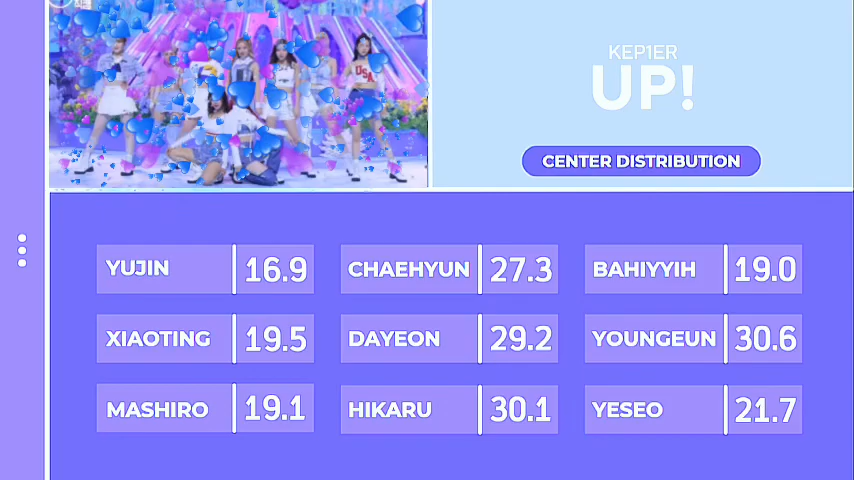 KEP1ER
UP!
CENTER DISTRIBUTION
YUJIN 16.9
CHAEHYUN 27.3
BAHIYYIH 19.0
XIAOTING 19.5
DAYEON 29.2
YOUNGEUN 30.6
MASHIRO 19.1
HIKARU 30.1
YESEO 21.7
USA